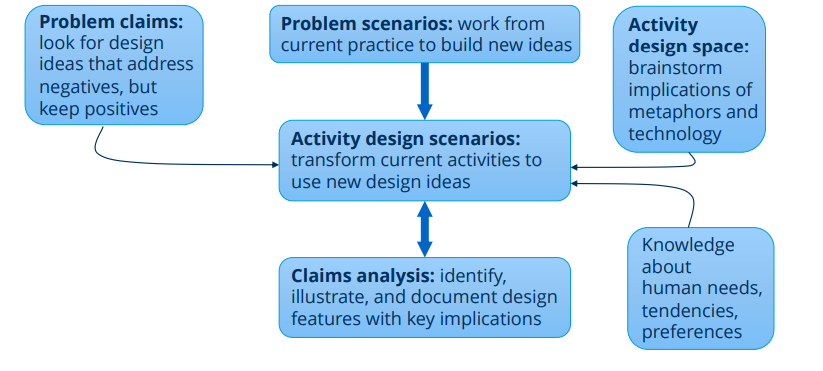 Problem claims:
look for design
ideas that address
negatives, but
keep positives
Problem scenarios: work from
current practice to build new ideas
Activity
design space:
brainstorm
implications of
metaphors and
technology
Activity design scenarios:
transform current activities to
use new design ideas
Claims analysis: identify,
illustrate, and document design
features with key implications
Knowledge
about
human needs,
tendencies,
preferences